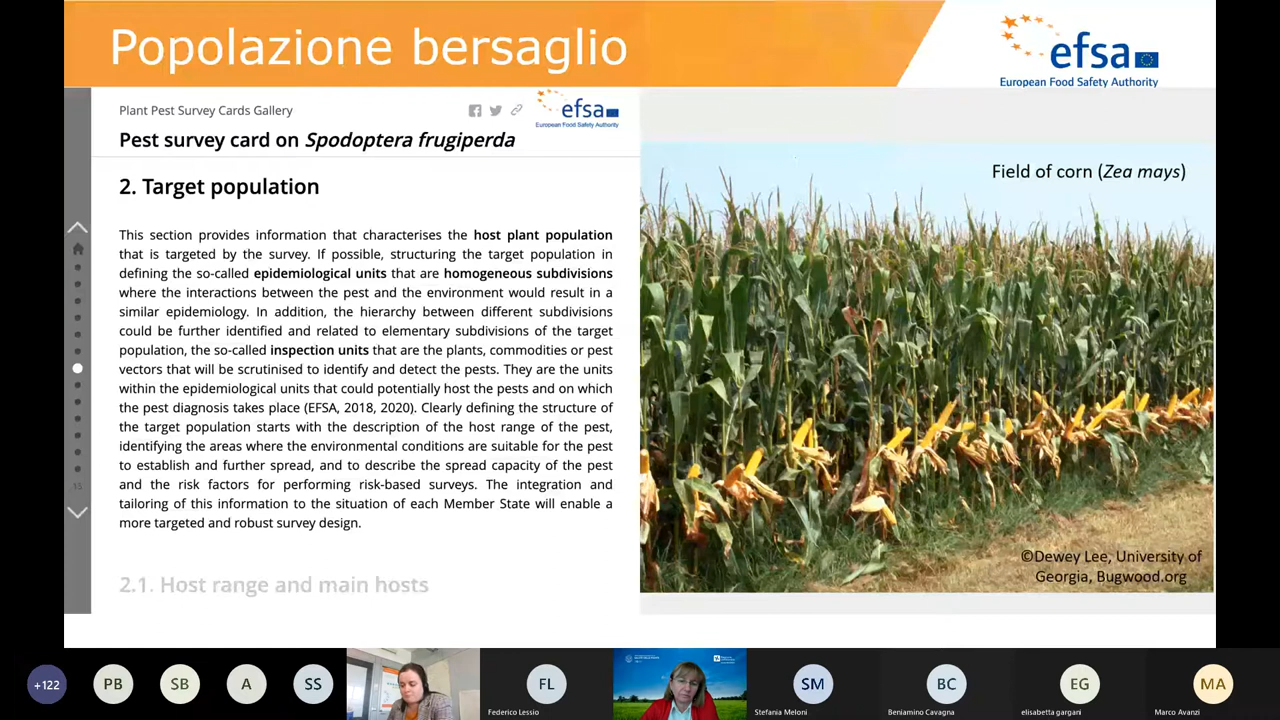 Popolazione bersaglio
efsa
European Food Safety Authority
Plant Pest Survey Cards Gallery
efsa
European Food Safety Authority
Pest survey card on Spodoptera frugiperda
2. Target population
This section provides information that characterises the host plant population
that is targeted by the survey. If possible, structuring the target population in
defining the so-called epidemiological units that are homogeneous subdivisions
where the interactions between the pest and the environment would result in a
similar epidemiology. In addition, the hierarchy between different subdivisions
could be further identified and related to elementary subdivisions of the target
population, the so-called inspection units that are the plants, commodities or pest
vectors that will be scrutinised to identify and detect the pests. They are the units
within the epidemiological units that could potentially host the pests and on which
the pest diagnosis takes place (EFSA, 2018, 2020). Clearly defining the structure of
the target population starts with the description of the host range of the pest,
identifying the areas where the environmental conditions are suitable for the pest
to establish and further spread, and to describe the spread capacity of the pest
and the risk factors for performing risk-based surveys. The integration and
tailoring of this information to the situation of each Member State will enable a
more targeted and robust survey design.
2.1. Host range and main hosts
13
Field of corn (Zea mays)
©Dewey Lee, University of
Georgia, Bugwood.org
+122
PB
SB
A
SS
FL
Federico Lessio
SM
Stefania Meloni
BC
Beniamino Cavagna
EG
elisabetta gargani
MA
Marco Avanzi